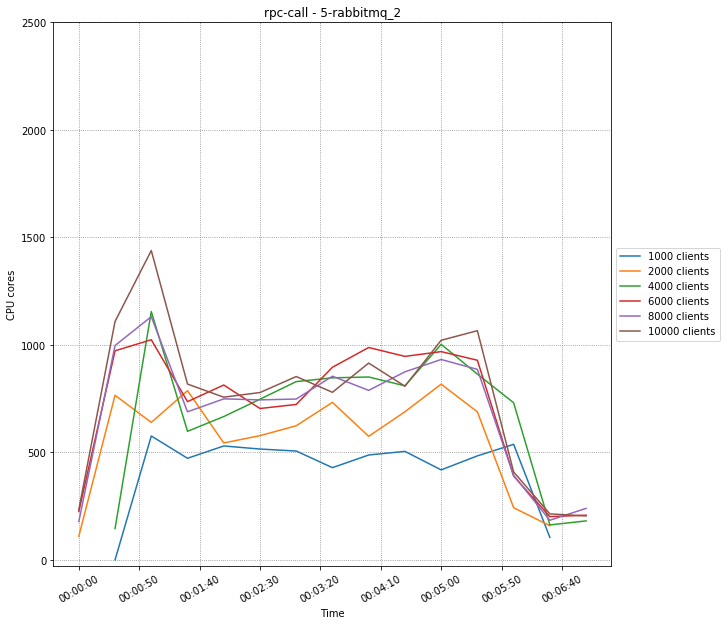 rpc-call - 5-rabbitmq_2
2500
2000
1500
1000
500
0
CPU cores
00:00:00
00:00:50
00:01:40
00:02:30
00:03:20
00:04:10
00:05:00
00:05:50
00:06:40
Time
1000 clients
2000 clients
4000 clients
6000 clients
8000 clients
10000 clients